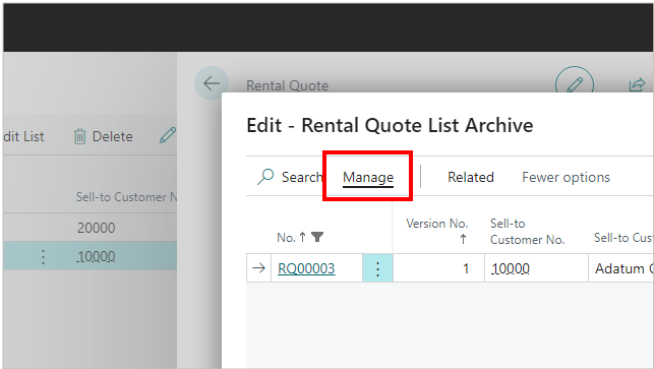 Rental Quote
dit List Delete
Sell-to Customer N
20000
10000
Edit - Rental Quote List Archive
Search Manage Related Fewer options
No. ↑ Version No. ↑ Sell-to Customer No. Sell-to Cus
RQ00003 1 10000 Adatum